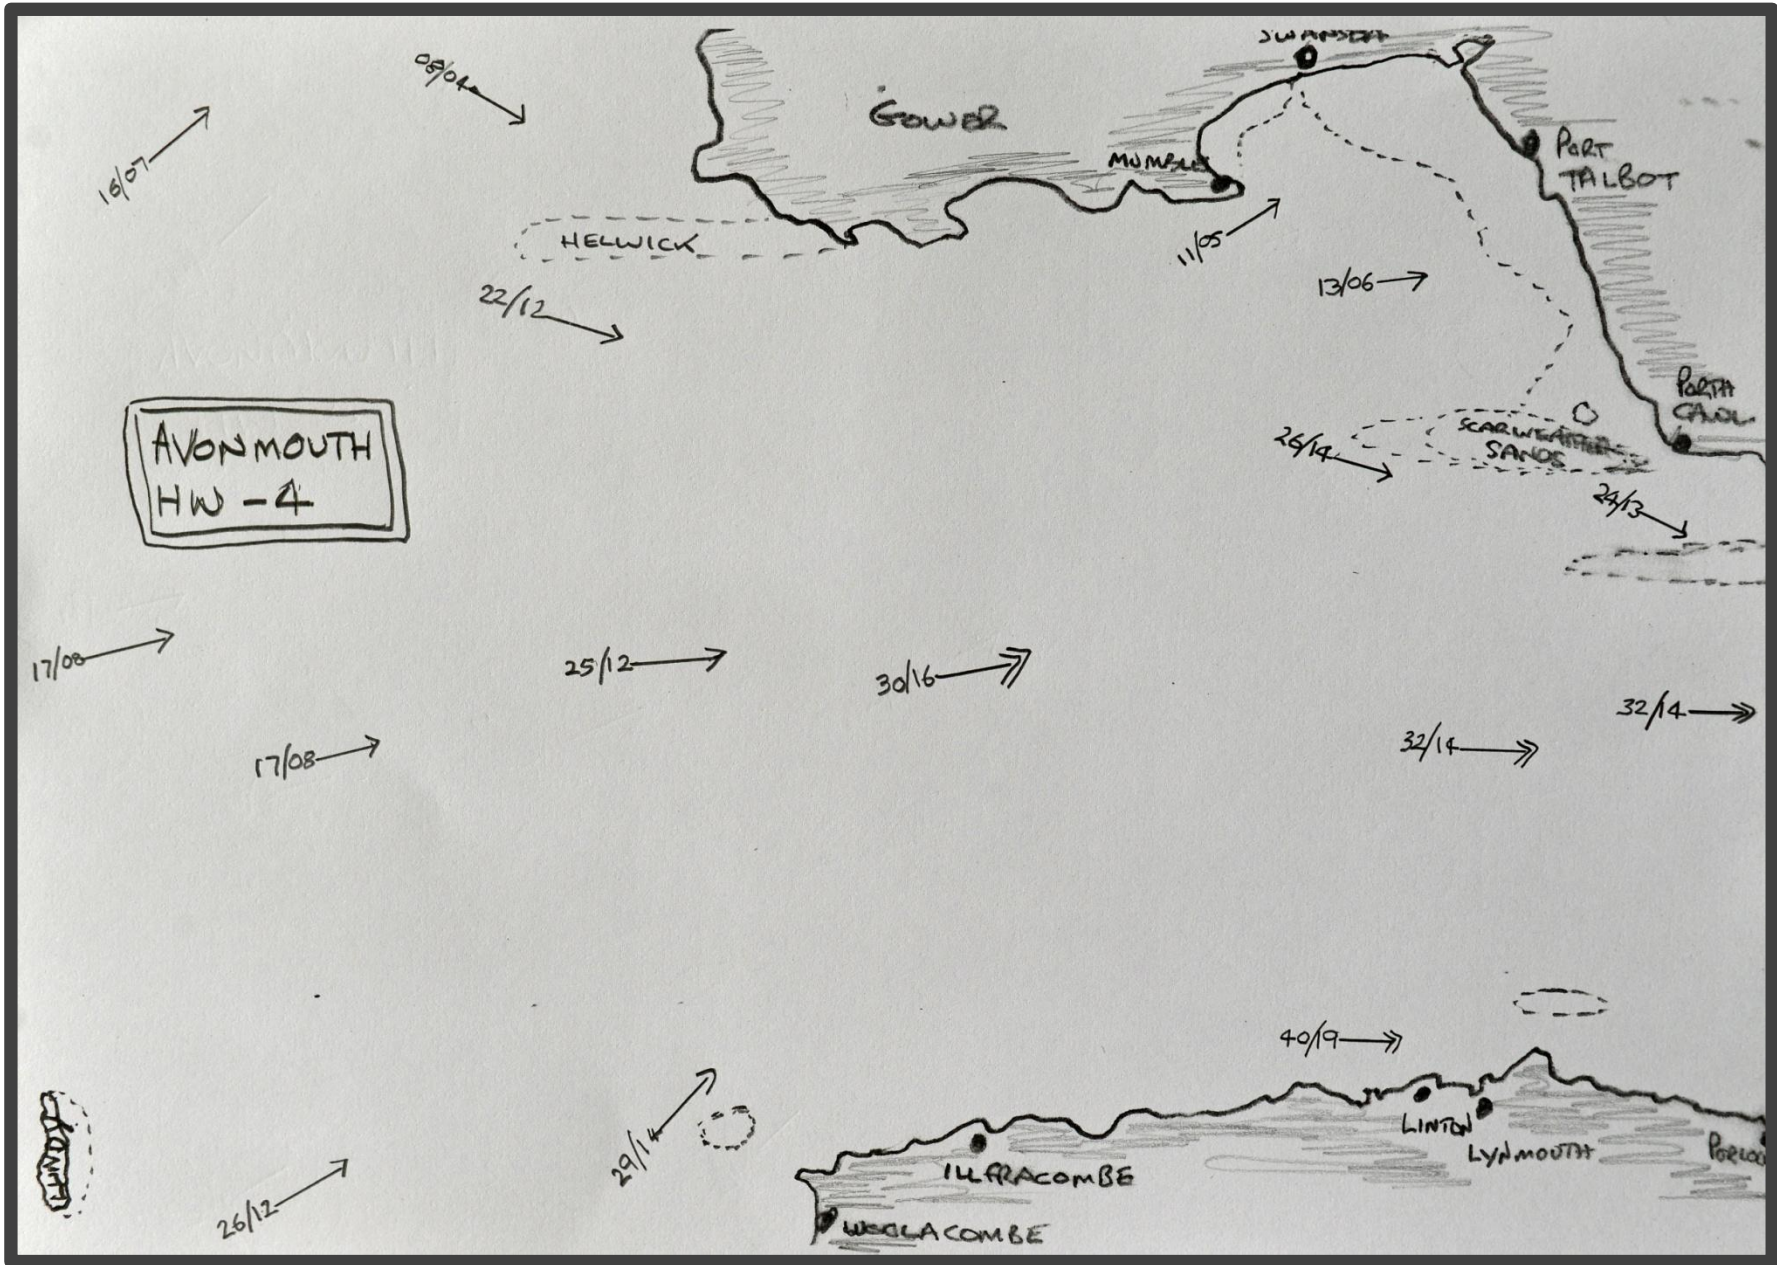 SWANSEA
08/04
16/07
GOWER
MUMBLES
PORT
TALBOT
HELWICK
11/05
13/06
22/12
PORTH
CAWL
AVONMOUTH
HW -4
26/14
SCARWEATHER
SANDS
24/13
17/08
25/12
30/16
32/14
32/14
17/08
40/19
LINTON
LYNMOUTH
29/14
ILLFRACOMBE
26/12
WOOLACOMBE